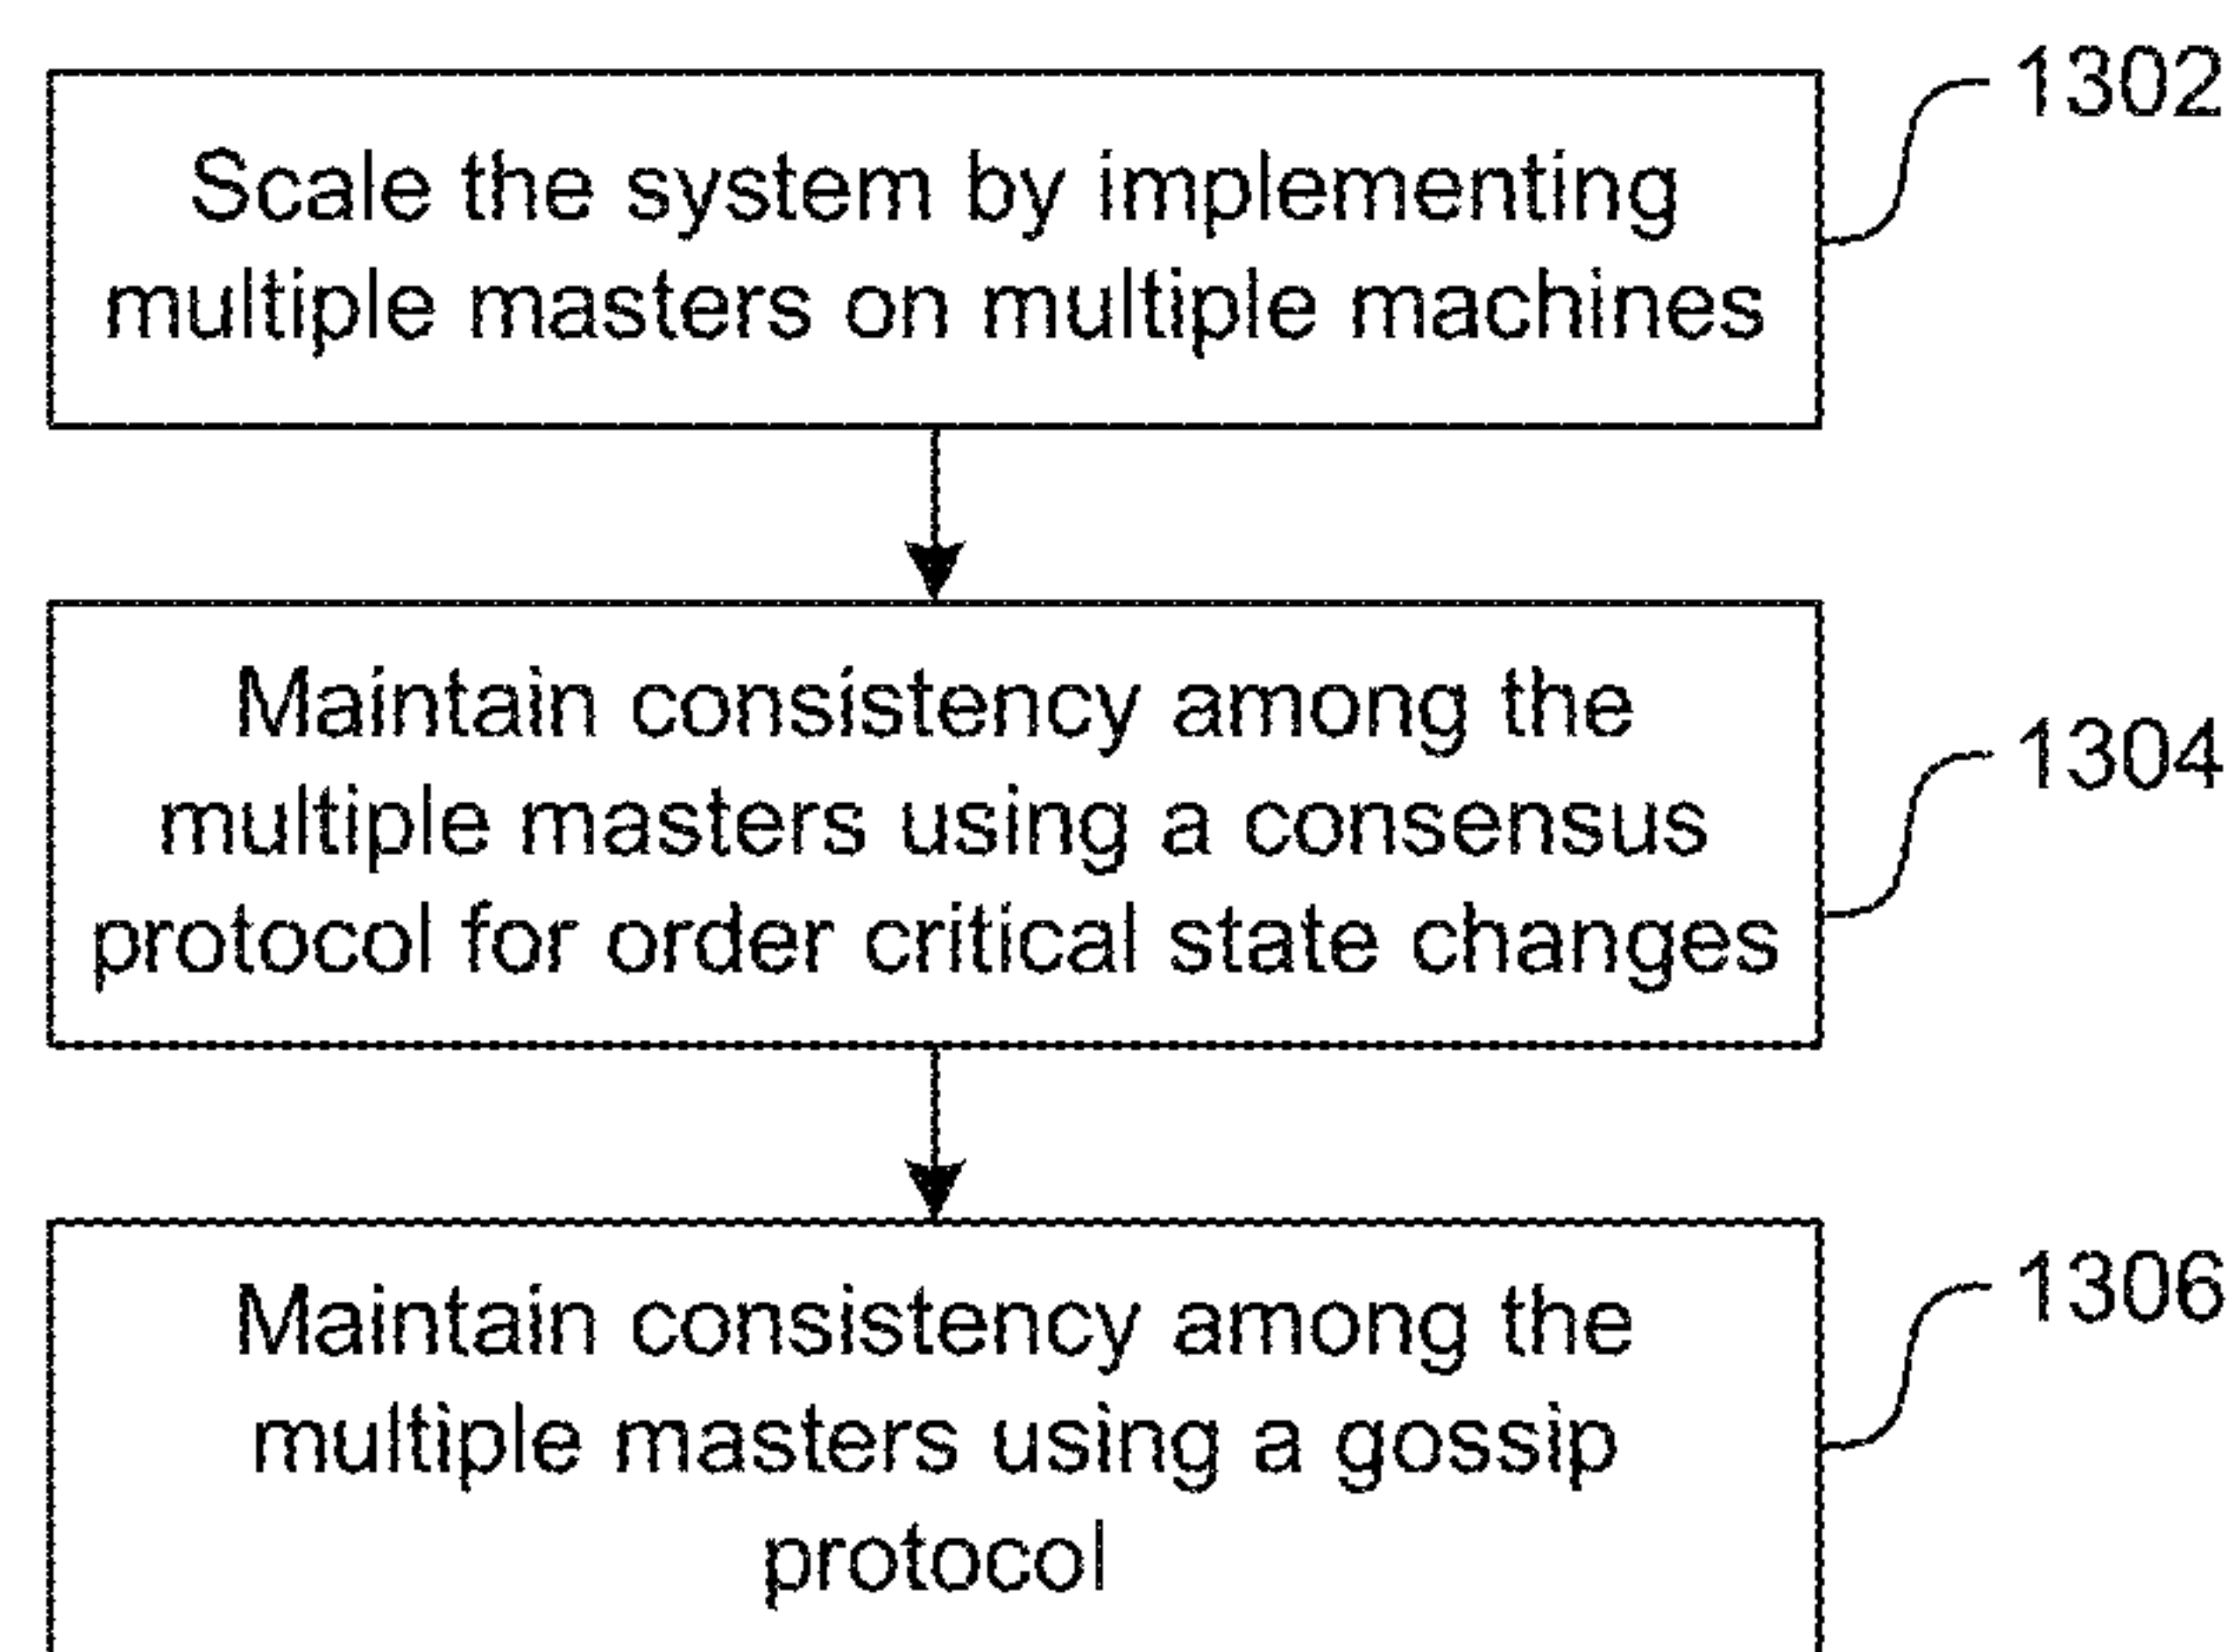 1302
Scale the system by implementing
multiple masters on multiple machines
Maintain consistency among the
1304
multiple masters using a consensus
protocol for order critical state changes
Maintain consistency among the
1306
multiple masters using a gossip
protocol